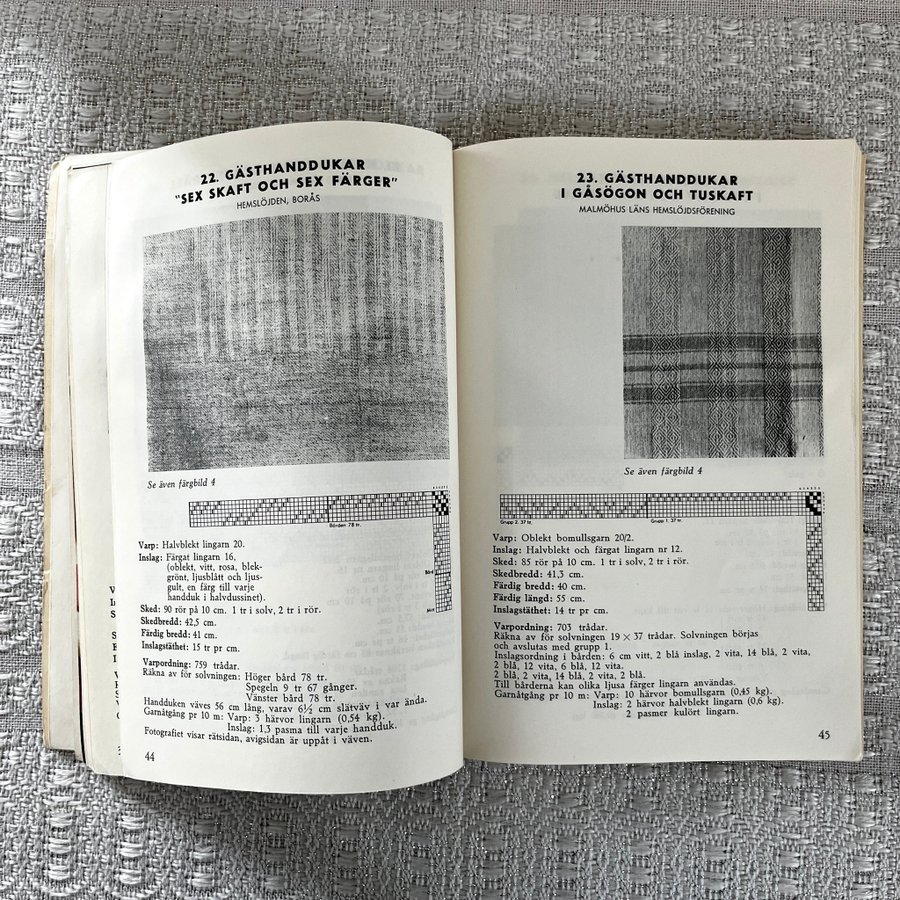 22. GÄSTHANDDUKAR
"SEX SKAFT OCH SEX FÄRGER"
HEMSLÖJDEN, BORÅS
Se även färgbild 4
Bården 78 tr.
Bård
Varp: Halvblekt lingarn 20.
Inslag: Färgat lingarn 16,
(oblekt, vitt, rosa, blek-
grönt, ljusblått och ljus-
gult, en färg till varje
handduk i halvdussinet).
Sked: 90 rör på 10 cm. 1 tr i solv, 2 tr i rör.
Skedbredd: 42,5 cm.
Färdig bredd: 41 cm.
Inslagstäthet: 15 tr pr cm.
Varpordning: 759 trådar.
Räkna av för solvningen: Höger bård 78 tr.
Spegeln 9 tr 67 gånger.
Vänster bård 78 tr.
Handduken väves 56 cm lång, varav 6½ cm slätväv i var ända.
Garnåtgång pr 10 m: Varp: 3 härvor lingarn (0,54 kg).
Inslag: 1,3 pasma till varje handduk.
Fotografiet visar rätsidan, avigsidan är uppåt i väven.
44
23. GÄSTHANDDUKAR
I GÅSÖGON OCH TUSKAFT
MALMÖHUS LÄNS HEMSLÖJDSFÖRENING
Se även färgbild 4
Grupp 2. 37 tr.
Grupp 1. 37 tr.
Varp: Oblekt bomullsgarn 20/2.
Inslag: Halvblekt och färgat lingarn nr 12.
Sked: 85 rör på 10 cm. 1 tr i solv, 2 tr i rör.
Skedbredd: 41,3 cm.
Färdig bredd: 40 cm.
Färdig längd: 55 cm.
Inslagstäthet: 14 tr pr cm.
Varpordning: 703 trådar.
Räkna av för solvningen 19 × 37 trådar. Solvningen börjas
och avslutas med grupp 1.
Inslagsordning i bården: 6 cm vitt, 2 blå inslag, 2 vita, 14 blå, 2 vita,
2 blå, 12 vita, 6 blå, 12 vita.
2 blå, 2 vita, 14 blå, 2 vita, 2 blå.
Till bårderna kan olika ljusa färger lingarn användas.
Garnåtgång pr 10 m: Varp: 10 härvor bomullsgarn (0,45 kg).
Inslag: 2 härvor halvblekt lingarn (0,6 kg).
2 pasmer kulört lingarn.
45